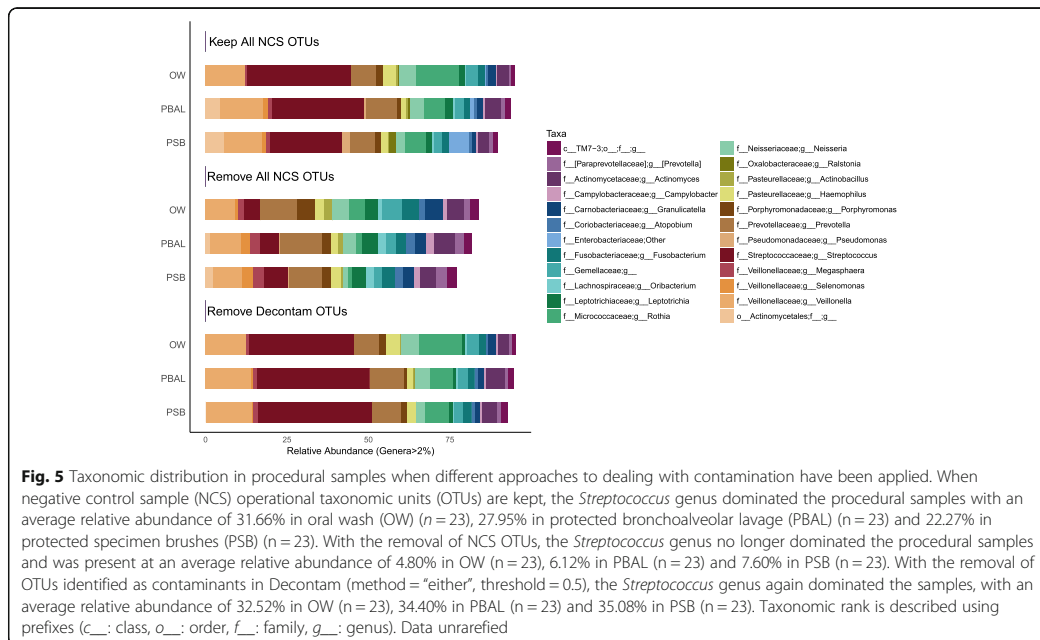 Keep All NCS OTUs
OW
PBAL
PSB
Remove All NCS OTUs
OW
PBAL
PSB
Remove Decontam OTUs
OW
PBAL
PSB
0 25 50 75
Relative Abundance (Genera>2%)
Taxa
c__TM7−3;o__;f__;g__
f__[Paraprevotellaceae];g__[Prevotella]
f__Actinomycetaceae;g__Actinomyces
f__Campylobacteraceae;g__Campylobacter
f__Carnobacteriaceae;g__Granulicatella
f__Coriobacteriaceae;g__Atopobium
f__Enterobacteriaceae;Other
f__Fusobacteriaceae;g__Fusobacterium
f__Gemellaceae;g__
f__Lachnospiraceae;g__Oribacterium
f__Leptotrichiaceae;g__Leptotrichia
f__Micrococcaceae;g__Rothia
f__Neisseriaceae;g__Neisseria
f__Oxalobacteraceae;g__Ralstonia
f__Pasteurellaceae;g__Actinobacillus
f__Pasteurellaceae;g__Haemophilus
f__Porphyromonadaceae;g__Porphyromonas
f__Prevotellaceae;g__Prevotella
f__Pseudomonadaceae;g__Pseudomonas
f__Streptococcaceae;g__Streptococcus
f__Veillonellaceae;g__Megasphaera
f__Veillonellaceae;g__Selenomonas
f__Veillonellaceae;g__Veillonella
o__Actinomycetales;f__;g__
Fig. 5 Taxonomic distribution in procedural samples when different approaches to dealing with contamination have been applied. When
negative control sample (NCS) operational taxonomic units (OTUs) are kept, the Streptococcus genus dominated the procedural samples with an
average relative abundance of 31.66% in oral wash (OW) (n = 23), 27.95% in protected bronchoalveolar lavage (PBAL) (n = 23) and 22.27% in
protected specimen brushes (PSB) (n = 23). With the removal of NCS OTUs, the Streptococcus genus no longer dominated the procedural samples
and was present at an average relative abundance of 4.80% in OW (n = 23), 6.12% in PBAL (n = 23) and 7.60% in PSB (n = 23). With the removal of
OTUs identified as contaminants in Decontam (method = “either”, threshold = 0.5), the Streptococcus genus again dominated the samples, with an
average relative abundance of 32.52% in OW (n = 23), 34.40% in PBAL (n = 23) and 35.08% in PSB (n = 23). Taxonomic rank is described using
prefixes (c__: class, o__: order, f__: family, g__: genus). Data unrarefied